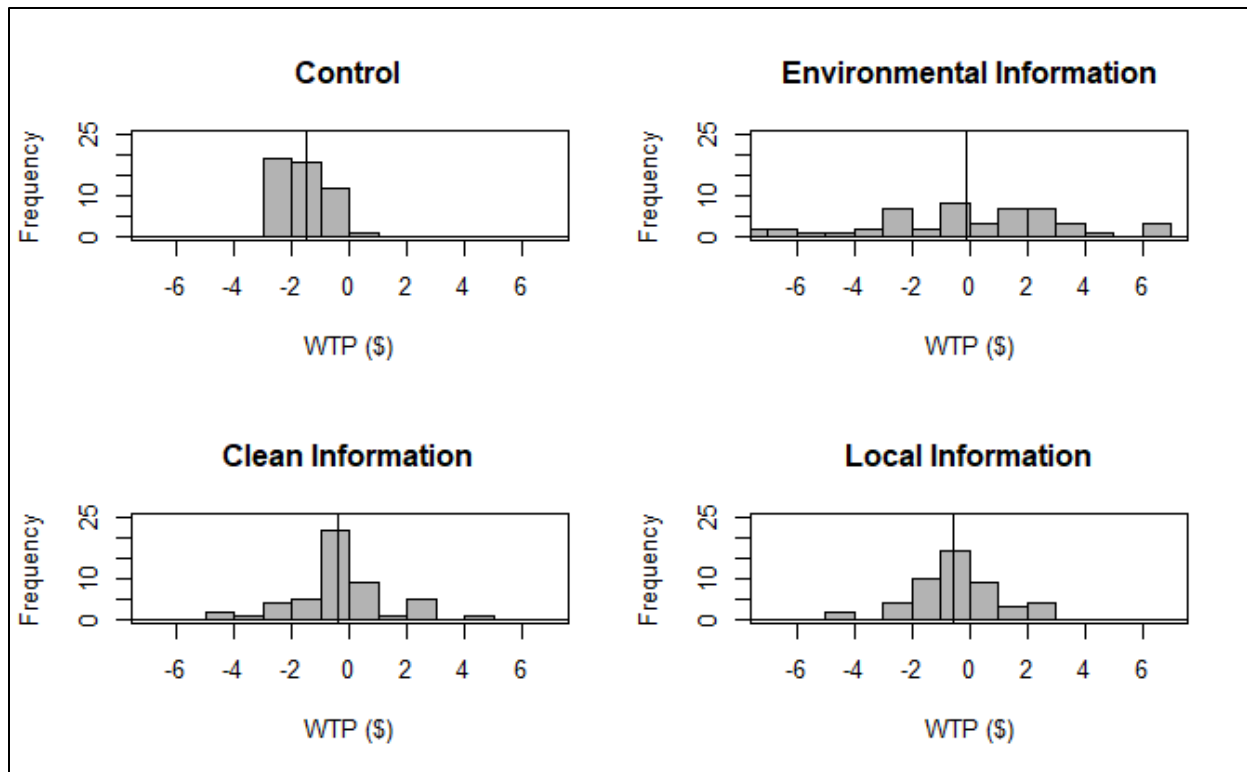 Control
Frequency
25
10
0
-6 -4 -2 0 2 4 6
WTP ($)
Environmental Information
Frequency
25
10
0
-6 -4 -2 0 2 4 6
WTP ($)
Clean Information
Frequency
25
10
0
-6 -4 -2 0 2 4 6
WTP ($)
Local Information
Frequency
25
10
0
-6 -4 -2 0 2 4 6
WTP ($)